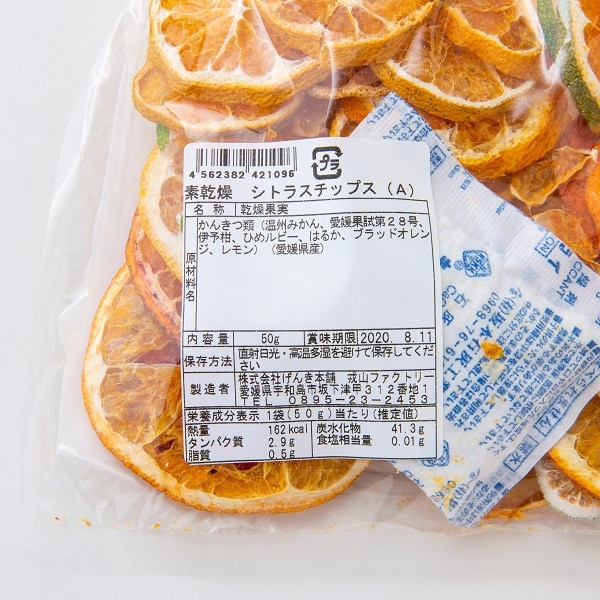 4 562382 421096
プラ
素乾燥 シトラスチップス（A）
名称 乾燥果実
原材料名 かんきつ類（温州みかん、愛媛果試第２８号、
伊予柑、ひめルビー、はるか、ブラッドオレン
ジ、レモン）（愛媛県産）
内容量 50g 賞味期限 2020. 8.11
保存方法 直射日光・高温多湿を避けて保存してくだ
さい
製造者 株式会社げんき本舗 戎山ファクトリー
愛媛県宇和島市坂下津甲３１２番地１
ＴＥＬ ０８９５－２３－２４５３
栄養成分表示 1袋(50g)当たり(推定値)
熱量 162kcal 炭水化物 41.3g
タンパク質 2.9g 食塩相当量 0.01g
脂質 0.5g